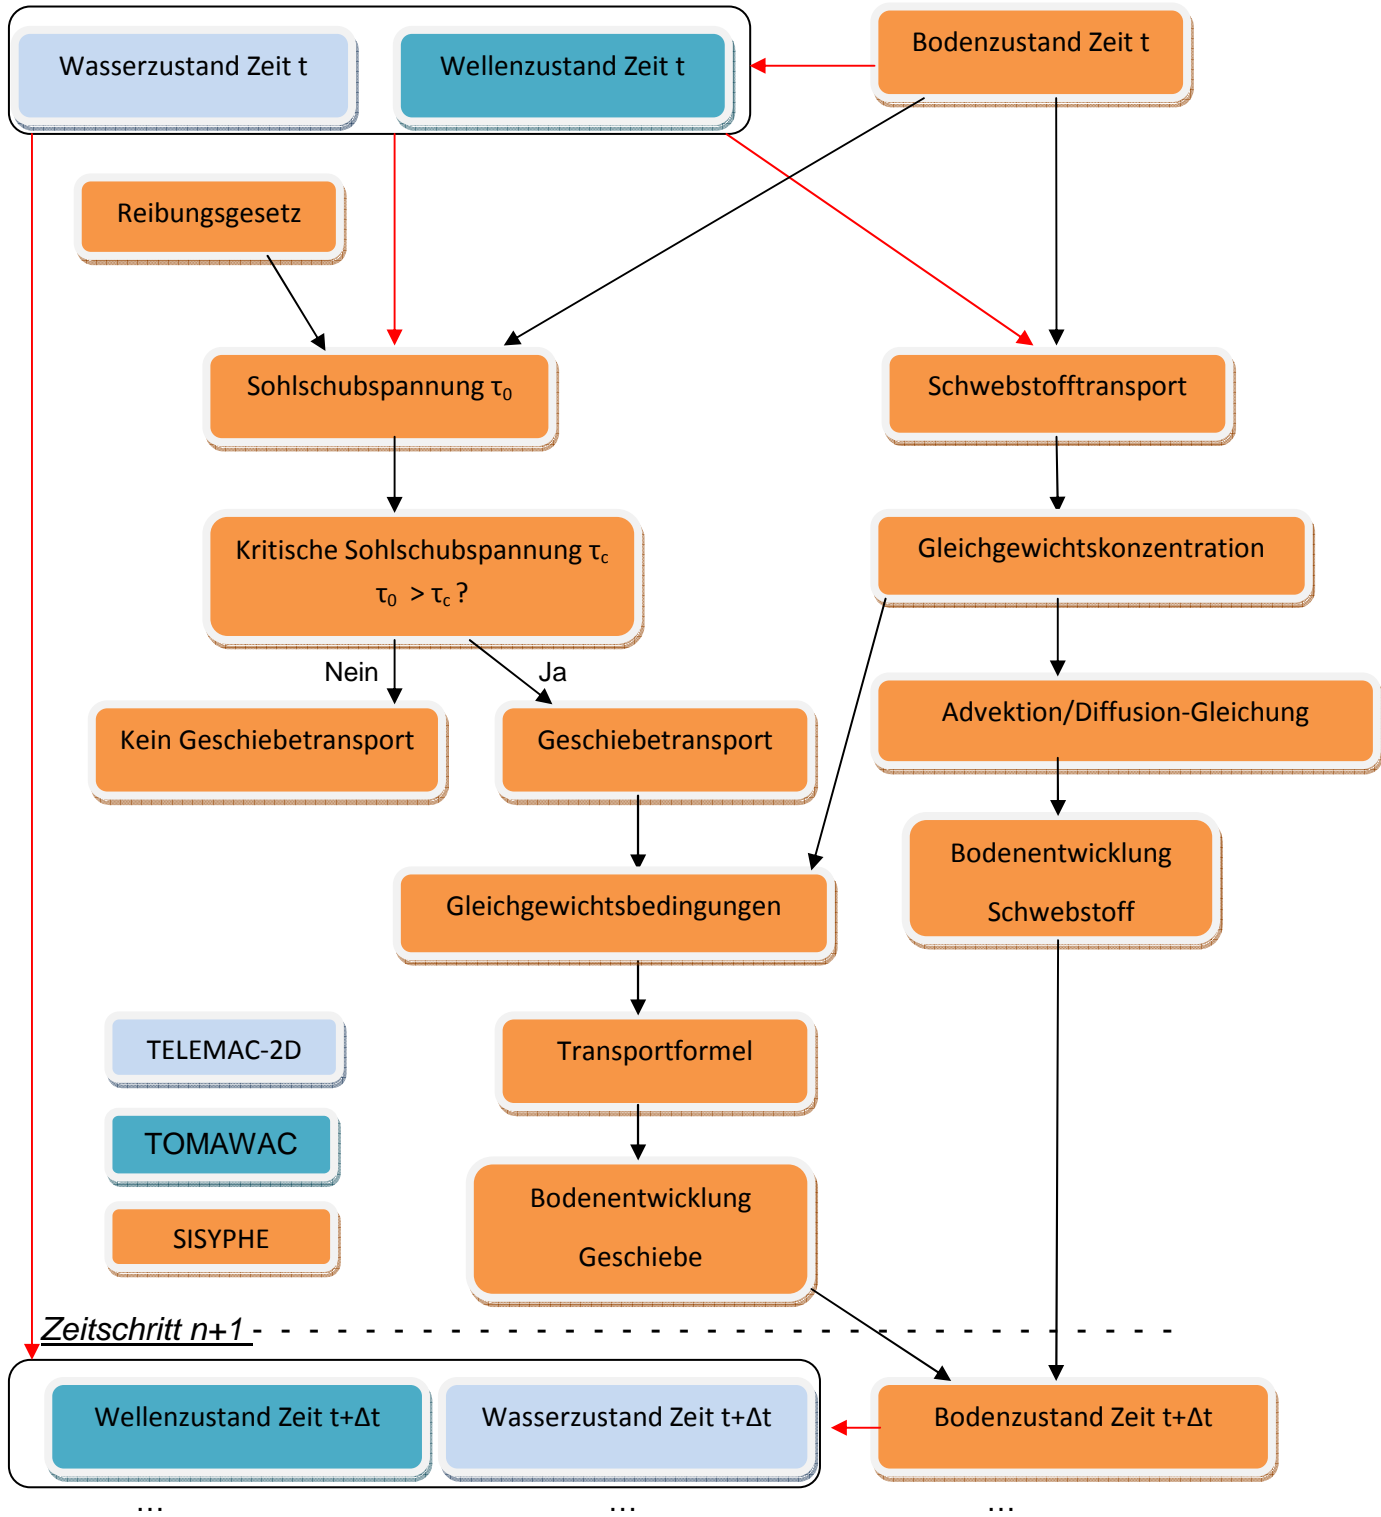 Wasserzustand Zeit t
Wellenzustand Zeit t
Bodenzustand Zeit t
Reibungsgesetz
Sohlschubspannung τ0
Schwebstofftransport
Kritische Sohlschubspannung τc
τ0 > τc ?
Gleichgewichtskonzentration
Nein
Ja
Kein Geschiebetransport
Geschiebetransport
Advektion/Diffusion-Gleichung
Bodenentwicklung
Schwebstoff
Gleichgewichtsbedingungen
TELEMAC-2D
Transportformel
TOMAWAC
Bodenentwicklung
Geschiebe
SISYPHE
Zeitschritt n+1
Wellenzustand Zeit t+Δt
Wasserzustand Zeit t+Δt
Bodenzustand Zeit t+Δt
...
...
...